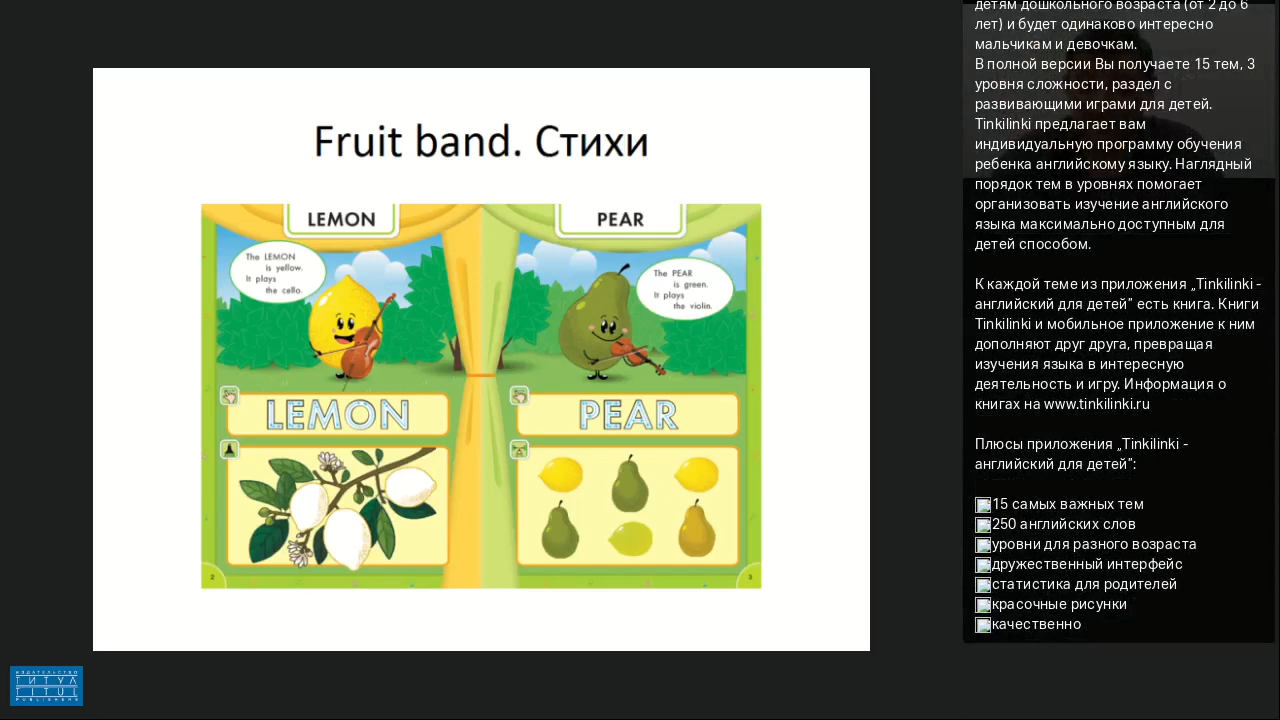 Fruit band. Стихи
LEMON
The LEMON
is yellow.
It plays
the cello.
LEMON
2
PEAR
The PEAR
is green.
It plays
the violin.
PEAR
3
детям дошкольного возраста (от 2 до 6
лет) и будет одинаково интересно
мальчикам и девочкам.
В полной версии Вы получаете 15 тем, 3
уровня сложности, раздел с
развивающими играми для детей.
Tinkilinki предлагает вам
индивидуальную программу обучения
ребенка английскому языку. Наглядный
порядок тем в уровнях помогает
организовать изучение английского
языка максимально доступным для
детей способом.
К каждой теме из приложения „Tinkilinki -
английский для детей” есть книга. Книги
Tinkilinki и мобильное приложение к ним
дополняют друг друга, превращая
изучения языка в интересную
деятельность и игру. Информация о
книгах на www.tinkilinki.ru
Плюсы приложения „Tinkilinki -
английский для детей”:
15 самых важных тем
250 английских слов
уровни для разного возраста
дружественный интерфейс
статистика для родителей
красочные рисунки
качественно
ИЗДАТЕЛЬСТВО
ТИТУЛ
TITUL
PUBLISHERS